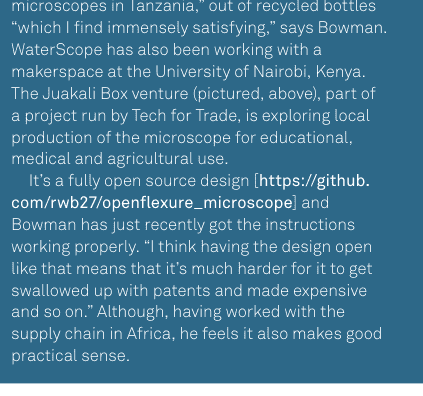 microscopes in Tanzania,” out of recycled bottles
“which I find immensely satisfying,” says Bowman.
WaterScope has also been working with a
makerspace at the University of Nairobi, Kenya.
The Juakali Box venture (pictured, above), part of
a project run by Tech for Trade, is exploring local
production of the microscope for educational,
medical and agricultural use.
It’s a fully open source design [https://github.
com/rwb27/openflexure_microscope] and
Bowman has just recently got the instructions
working properly. “I think having the design open
like that means that it’s much harder for it to get
swallowed up with patents and made expensive
and so on.” Although, having worked with the
supply chain in Africa, he feels it also makes good
practical sense.